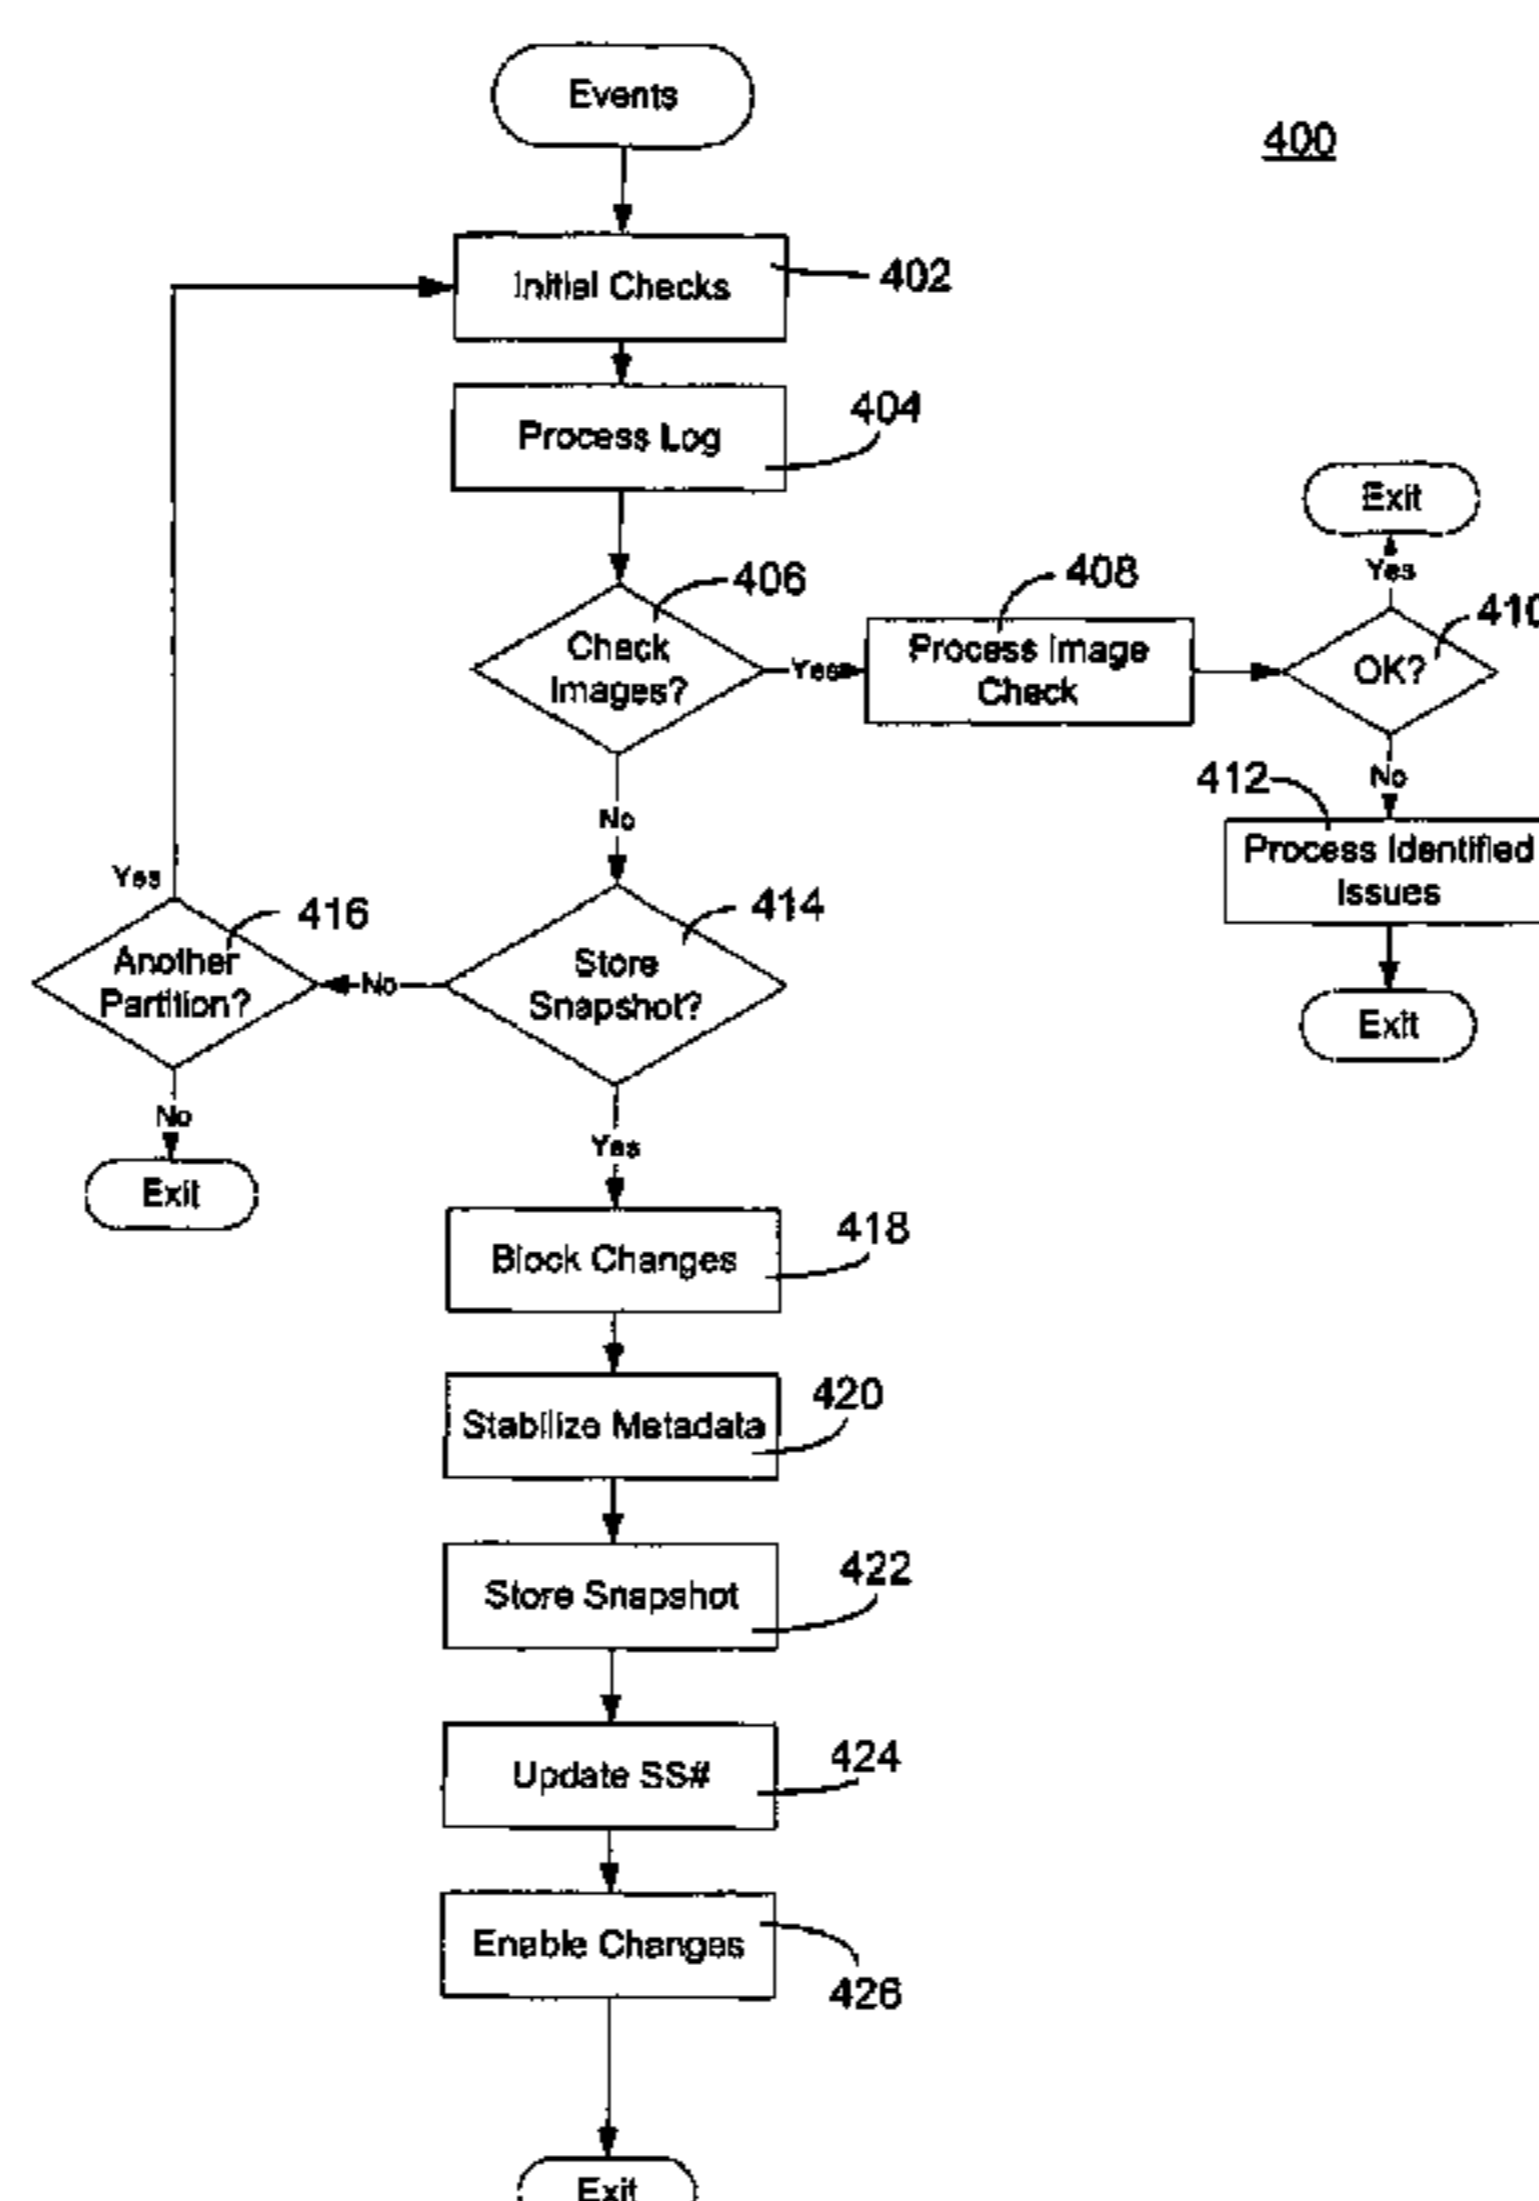 Events
400
Initial Checks
402
Process Log
404
Check
Images?
406
Yes
Process Image
Check
408
Exit
Yes
OK?
410
No
412
Process Identified
Issues
Exit
No
Store
Snapshot?
414
No
Another
Partition?
416
Yes
No
Exit
Yes
Block Changes
418
Stabilize Metadata
420
Store Snapshot
422
Update SS#
424
Enable Changes
426
Exit